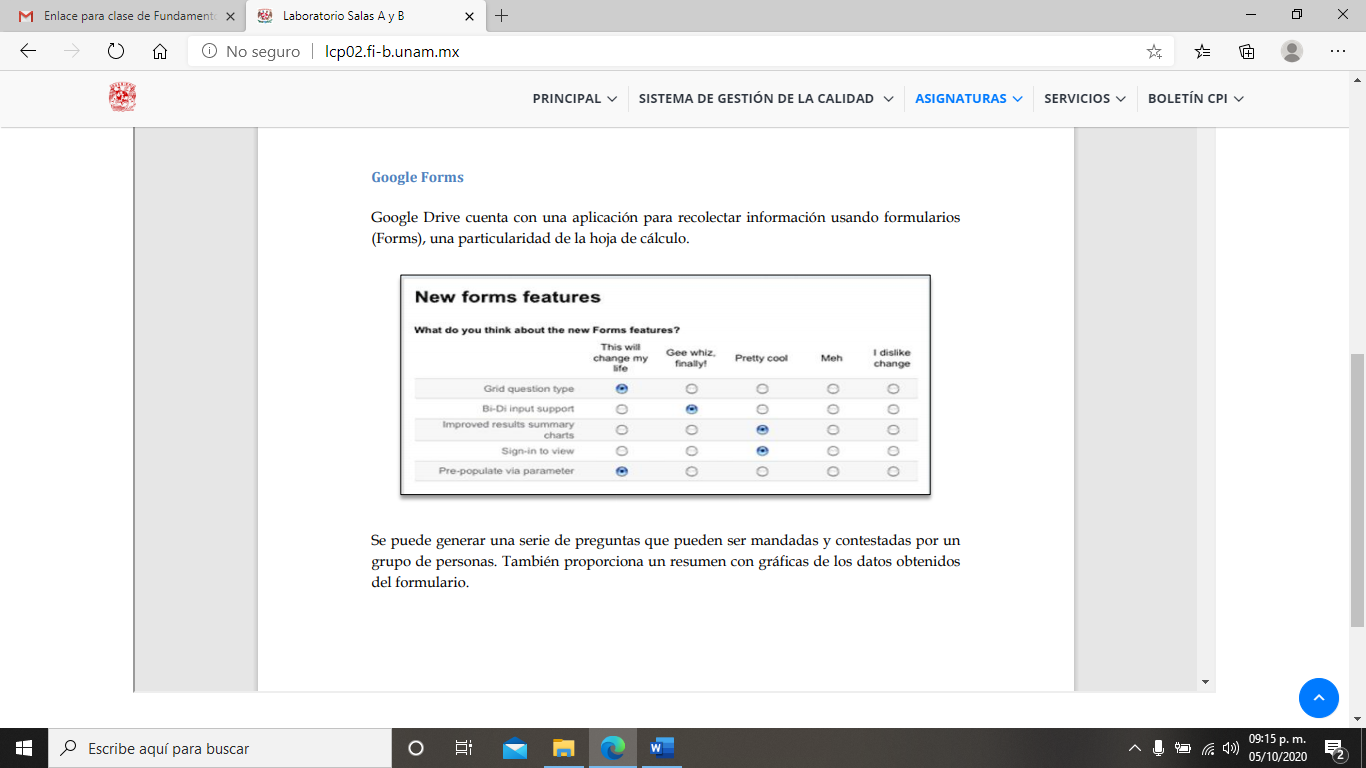 Enlace para clase de Fundament
Laboratorio Salas A y B
No seguro
lcp02.fi-b.unam.mx
PRINCIPAL
SISTEMA DE GESTIÓN DE LA CALIDAD
ASIGNATURAS
SERVICIOS
BOLETÍN CPI
Google Forms
Google Drive cuenta con una aplicación para recolectar información usando formularios
(Forms), una particularidad de la hoja de cálculo.
New forms features
What do you think about the new Forms features?
This will
change my
life
Gee whiz,
finally!
Pretty cool
Meh
I dislike
change
Grid question type
Bi-Di input support
Improved results summary
charts
Sign-in to view
Pre-populate via parameter
Se puede generar una serie de preguntas que pueden ser mandadas y contestadas por un
grupo de personas. También proporciona un resumen con gráficas de los datos obtenidos
del formulario.
Escribe aquí para buscar
09:15 p. m.
05/10/2020
2